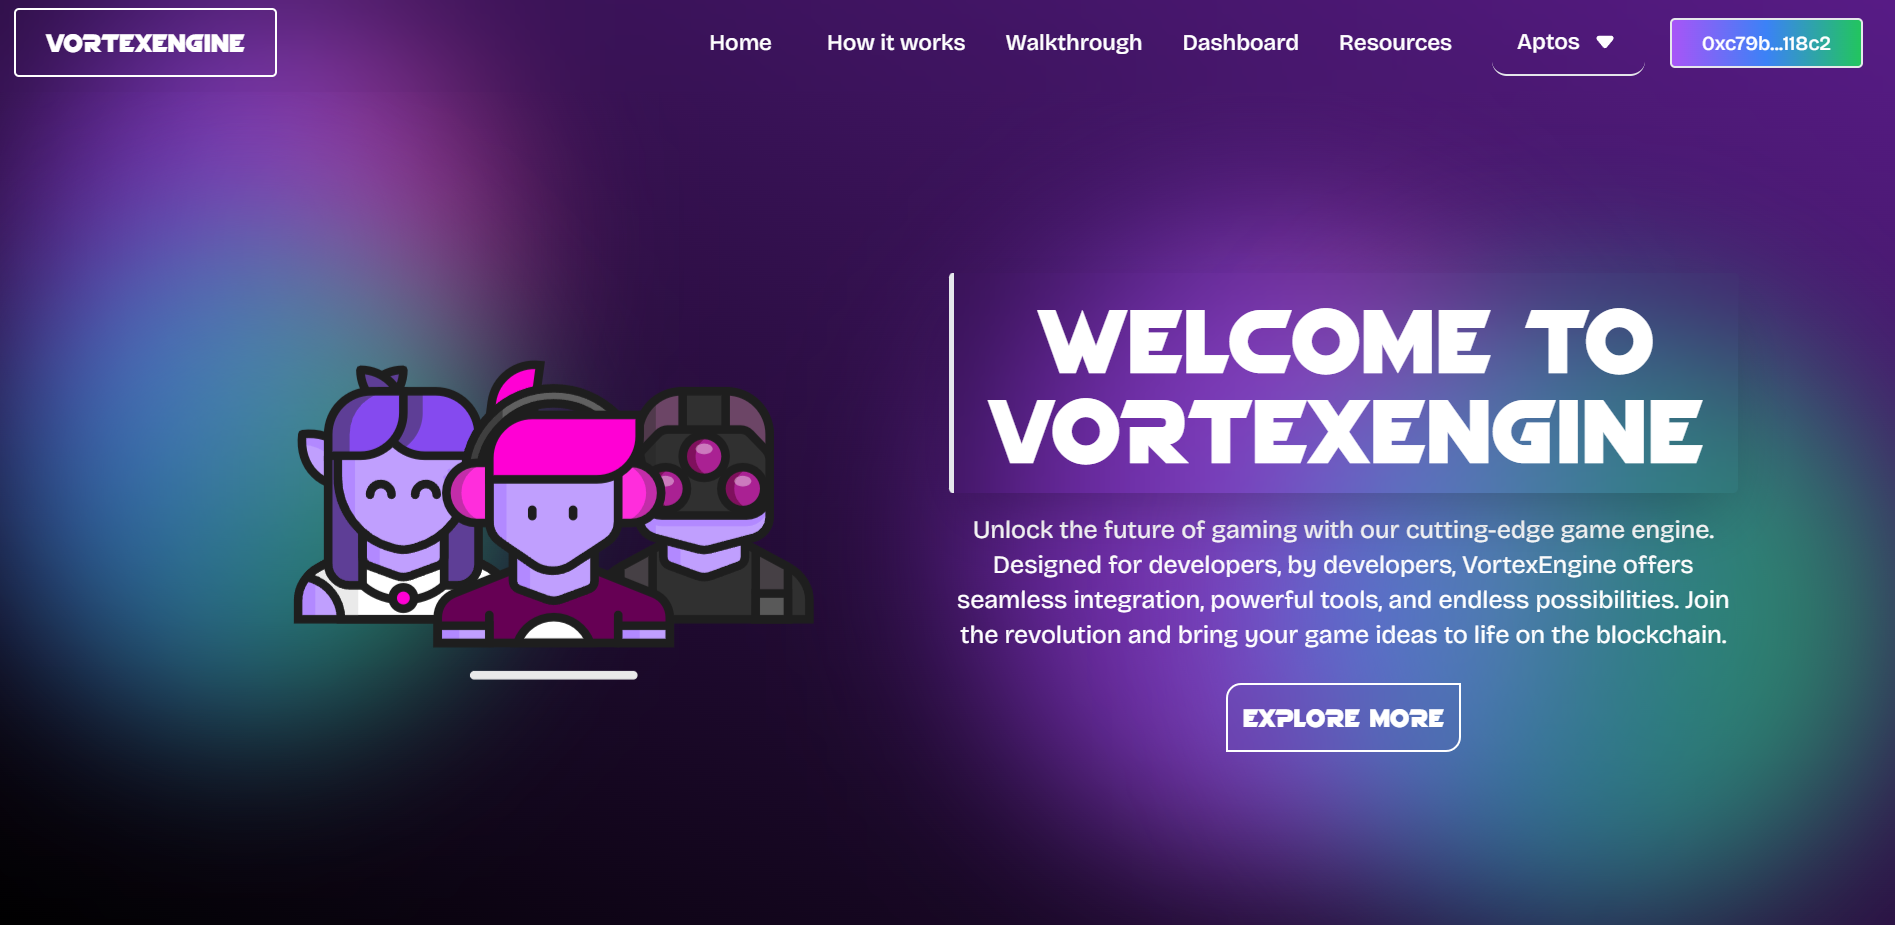 VORTEXENGINE
Home
How it works
Walkthrough
Dashboard
Resources
Aptos
0xc79b...118c2
WELCOME TO
VORTEXENGINE
Unlock the future of gaming with our cutting-edge game engine.
Designed for developers, by developers, VortexEngine offers
seamless integration, powerful tools, and endless possibilities. Join
the revolution and bring your game ideas to life on the blockchain.
EXPLORE MORE